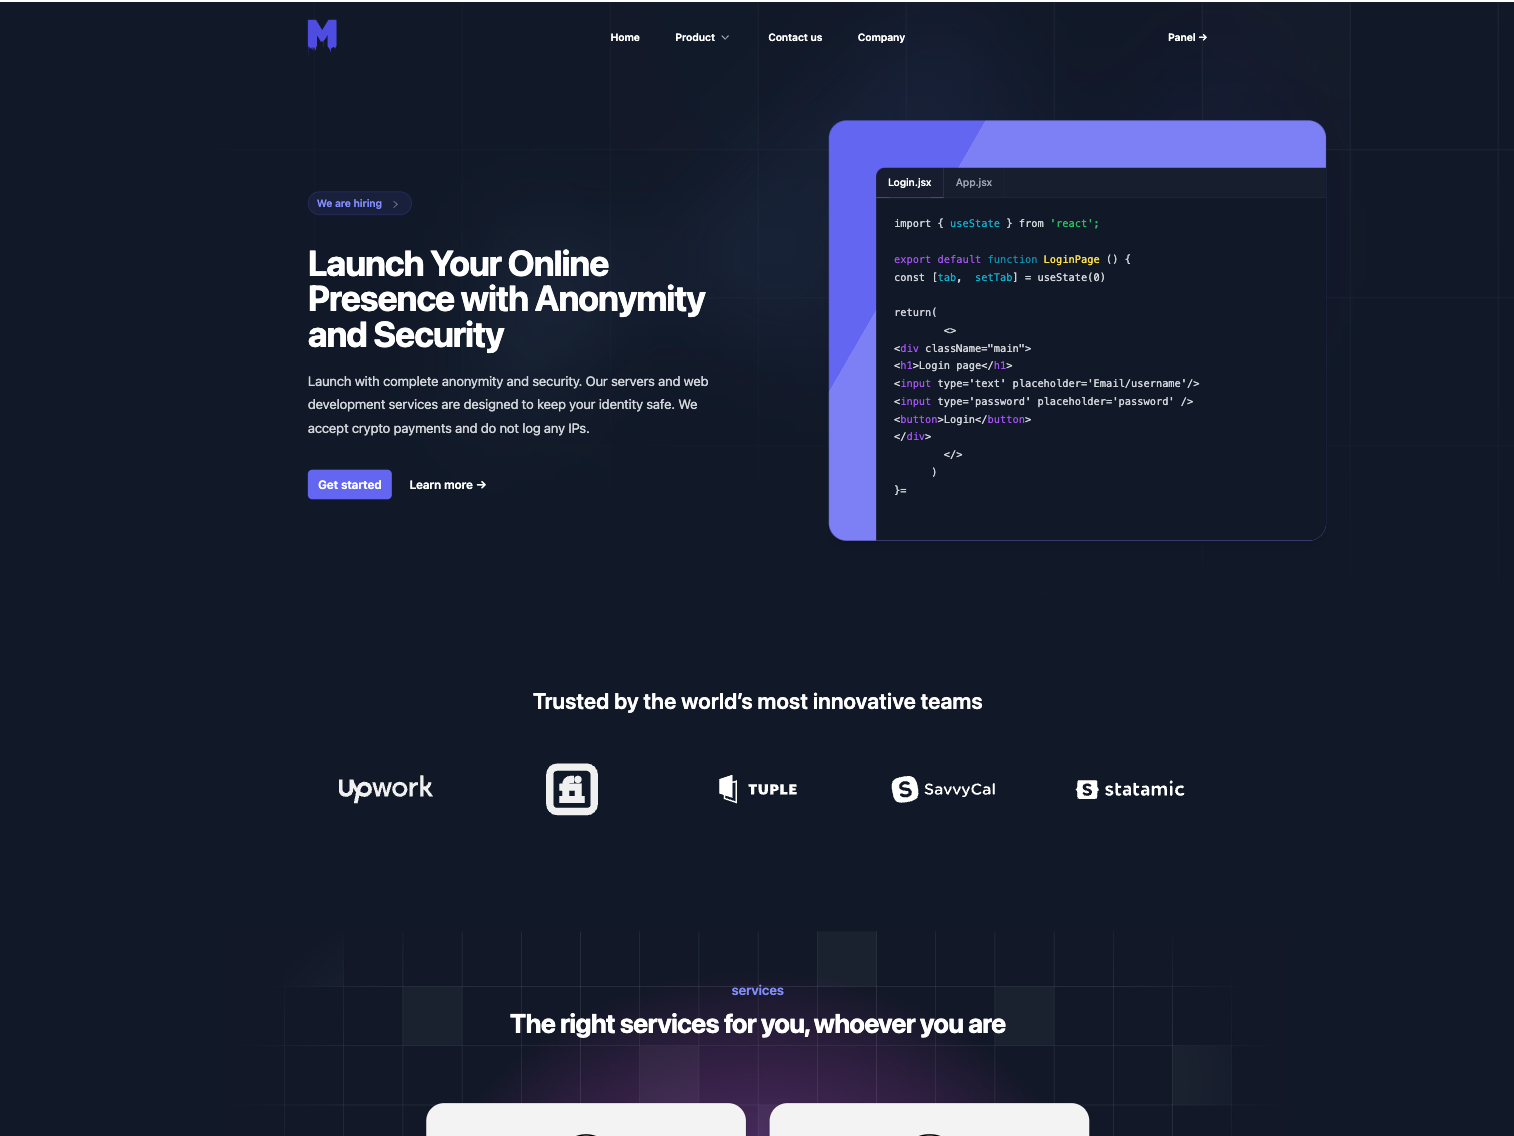 M
Home Product Contact us Company Panel →
We are hiring >
Launch Your Online
Presence with Anonymity
and Security
Launch with complete anonymity and security. Our servers and web
development services are designed to keep your identity safe. We
accept crypto payments and do not log any IPs.
Get started Learn more →
Login.jsx App.jsx
import { useState } from 'react';
export default function LoginPage () {
const [tab, setTab] = useState(0)
return(
<>
<div className="main">
<h1>Login page</h1>
<input type='text' placeholder='Email/username'/>
<input type='password' placeholder='password' />
<button>Login</button>
</div>
</>
)
}=
Trusted by the world's most innovative teams
upwork
fi
TUPLE
S SavvyCal
S statamic
services
The right services for you, whoever you are